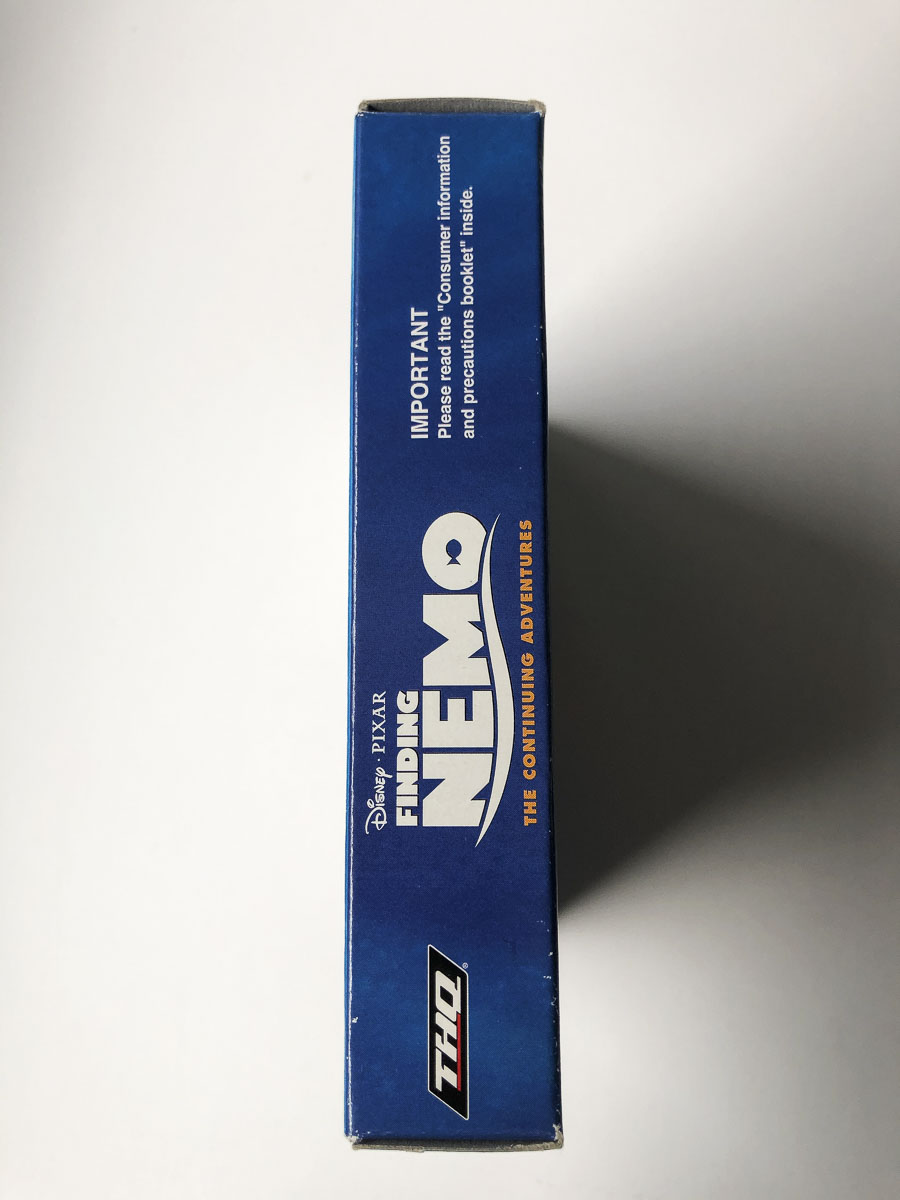 THQ®
Disney · PIXAR
FINDING
NEMO
THE CONTINUING ADVENTURES
IMPORTANT
Please read the "Consumer information
and precautions booklet" inside.